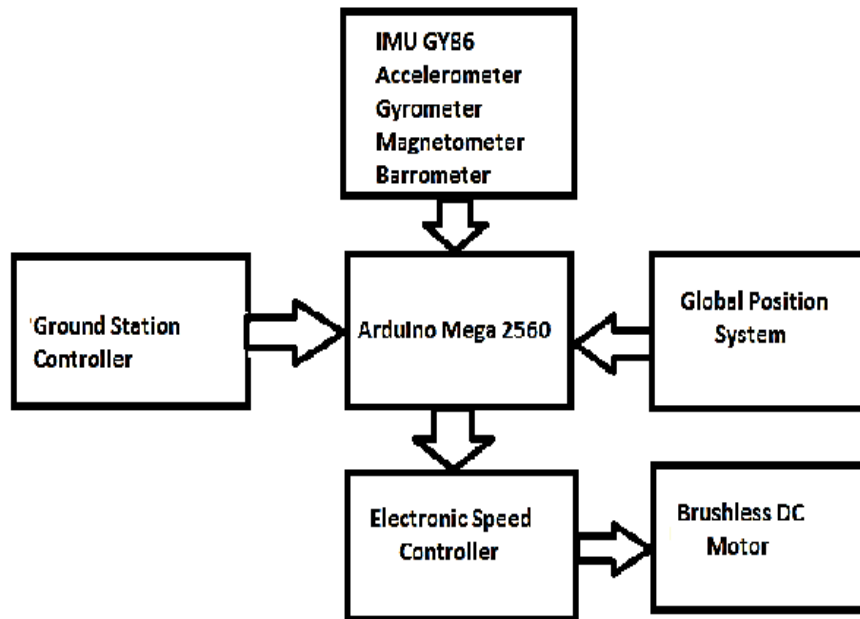 IMU GY86
Accelerometer
Gyrometer
Magnetometer
Barrometer
Ground Station
Controller
Arduino Mega 2560
Global Position
System
Electronic Speed
Controller
Brushless DC
Motor